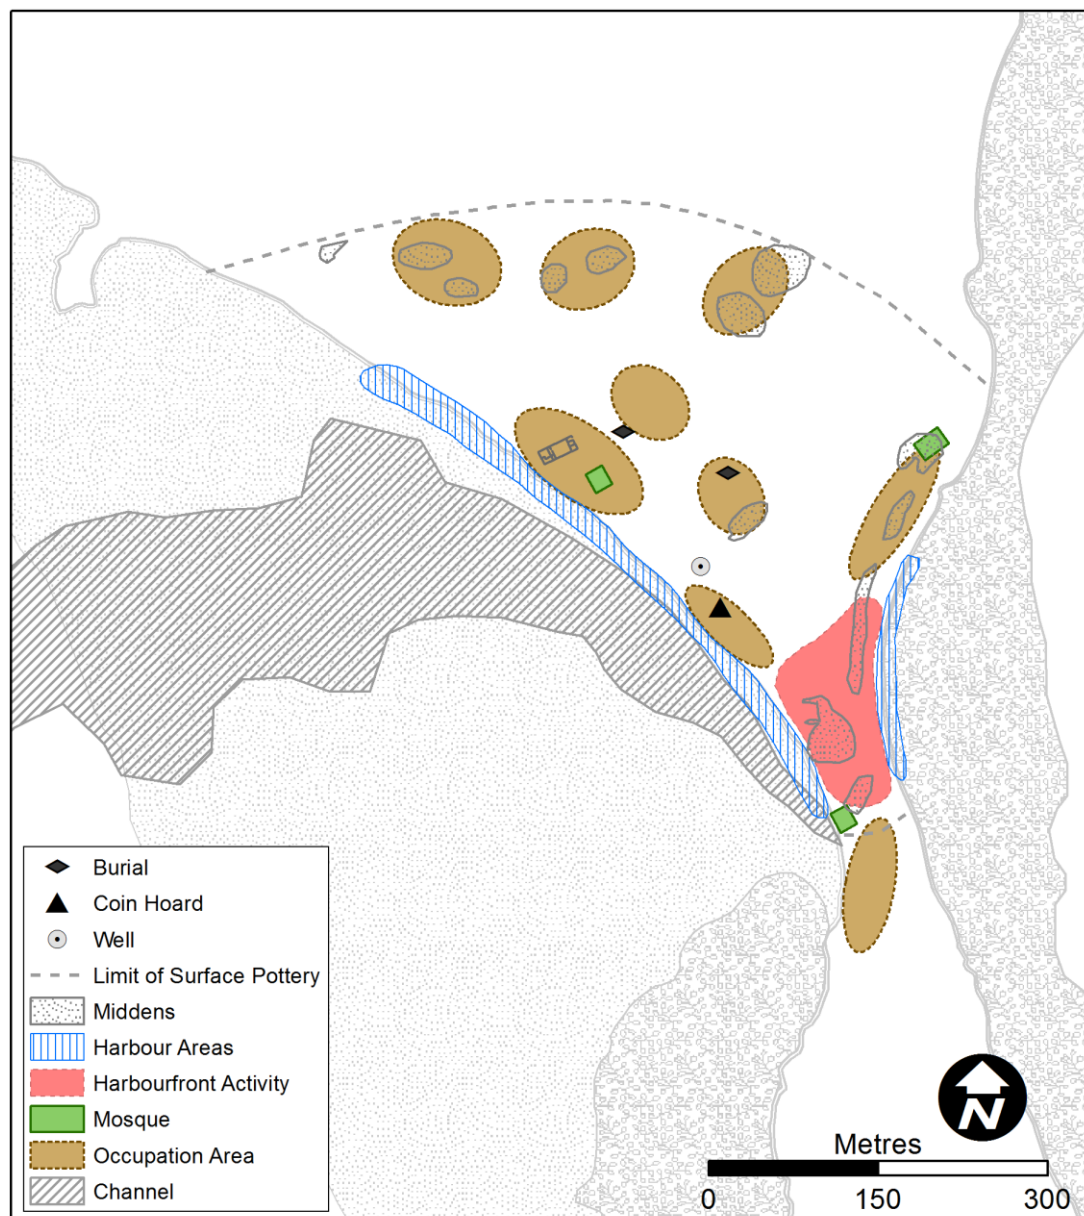 Burial
Coin Hoard
Well
Limit of Surface Pottery
Middens
Harbour Areas
Harbourfront Activity
Mosque
Occupation Area
Channel
N
Metres
0 150 300